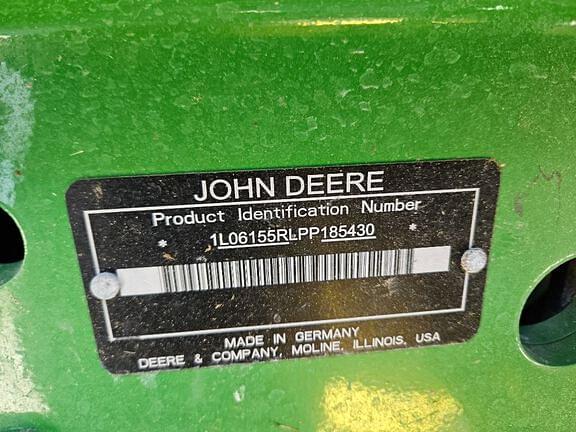 JOHN DEERE
Product Identification Number
* 1L06155RLPP185430 *
MADE IN GERMANY
DEERE & COMPANY, MOLINE, ILLINOIS, USA